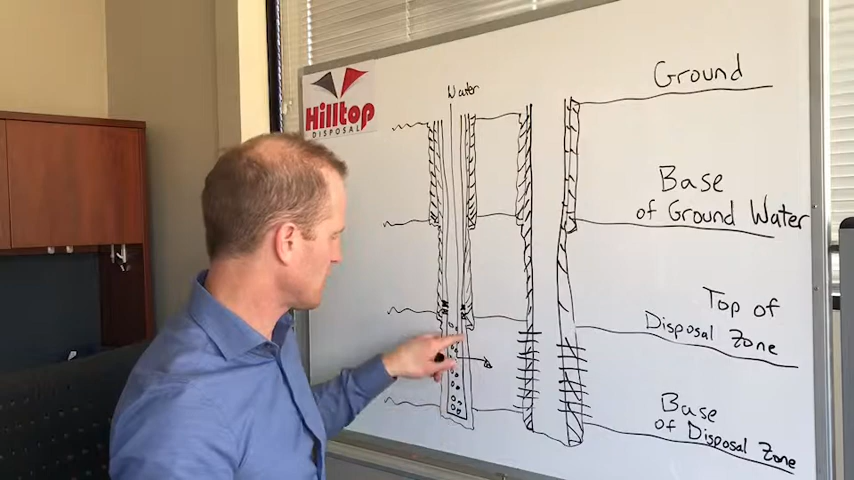 HILLTOP
DISPOSAL
Water
Ground
Base
of Ground Water
Top of
Disposal Zone
Base
of Disposal Zone